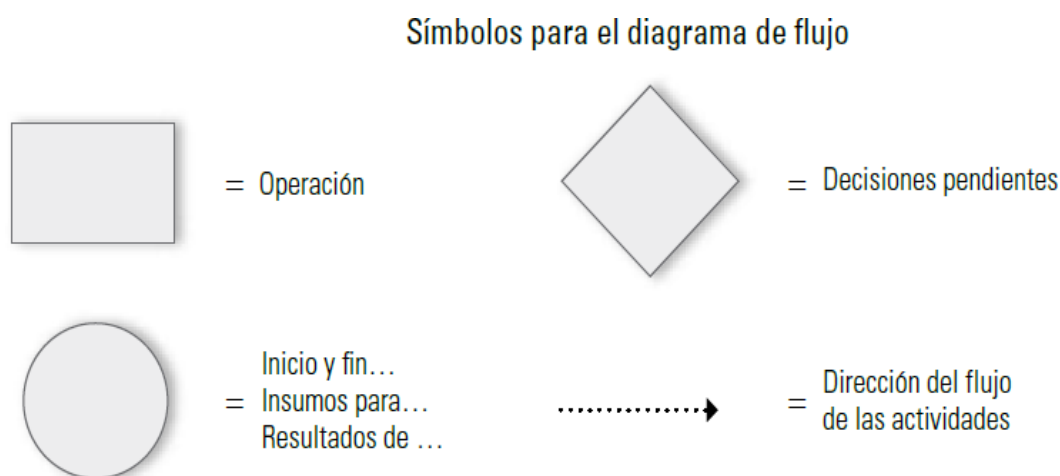 Símbolos para el diagrama de flujo
= Operación
= Decisiones pendientes
Inicio y fin…
= Insumos para…
Resultados de …
= Dirección del flujo
de las actividades